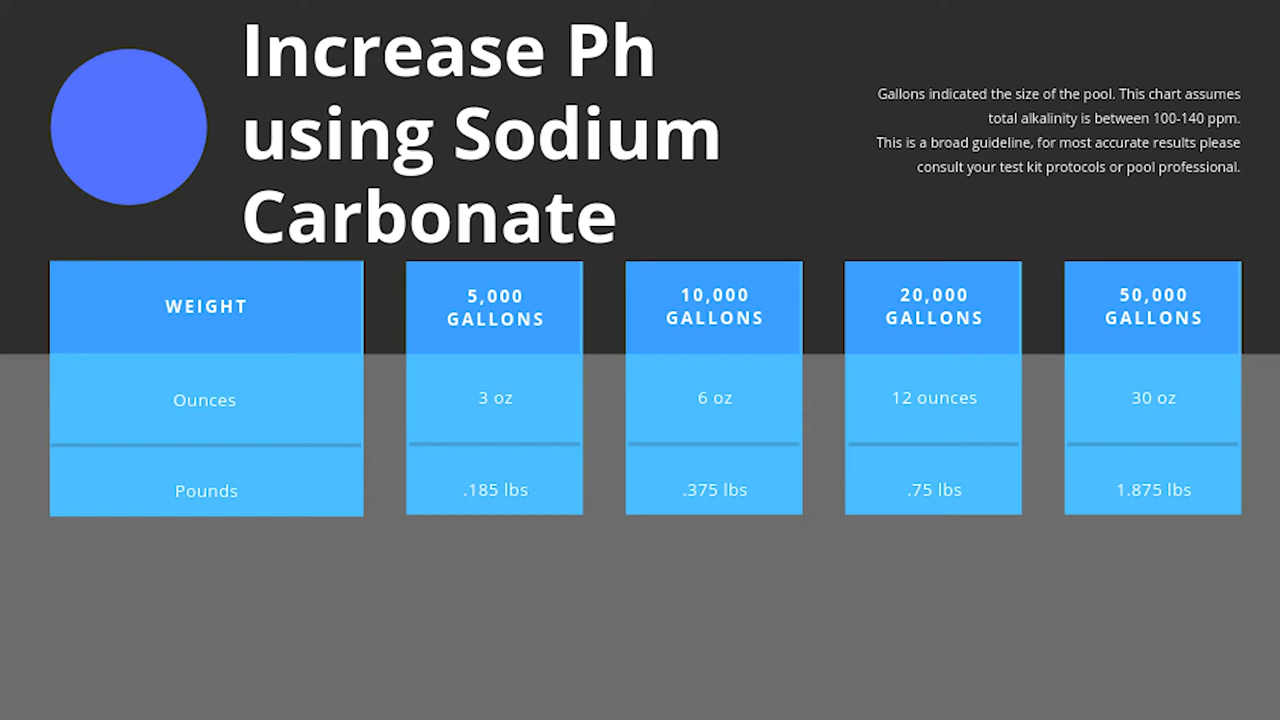 Increase Ph
using Sodium
Carbonate
Gallons indicated the size of the pool. This chart assumes
total alkalinity is between 100-140 ppm.
This is a broad guideline, for most accurate results please
consult your test kit protocols or pool professional.
WEIGHT
5,000
GALLONS
10,000
GALLONS
20,000
GALLONS
50,000
GALLONS
Ounces
3 oz
6 oz
12 ounces
30 oz
Pounds
.185 lbs
.375 lbs
.75 lbs
1.875 lbs